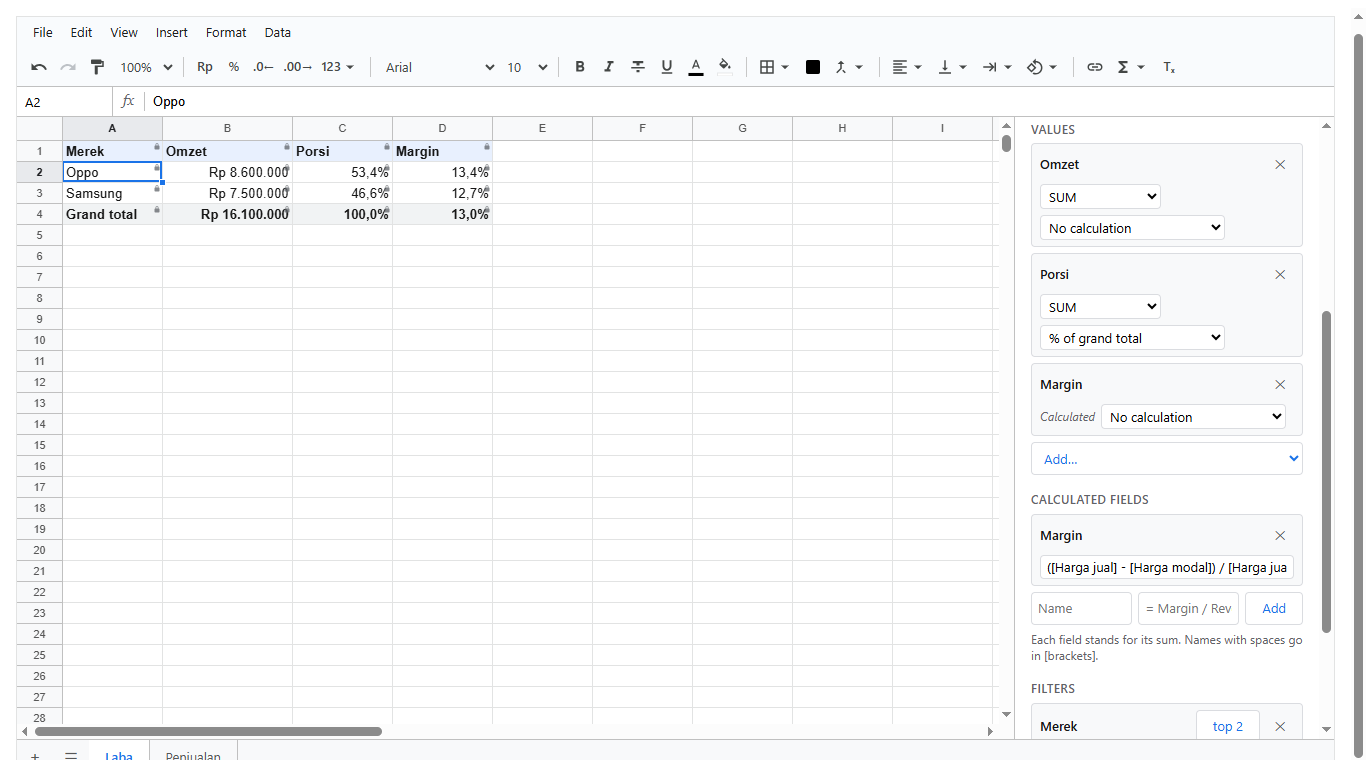 File Edit View Insert Format Data
100% Rp % .0← .00→ 123 Arial 10 B I U A Σ Tx
A2 fx Oppo
A B C D E F G H I
1 Merek Omzet Porsi Margin
2 Oppo Rp 8.600.000 53,4% 13,4%
3 Samsung Rp 7.500.000 46,6% 12,7%
4 Grand total Rp 16.100.000 100,0% 13,0%
5
6
7
8
9
10
11
12
13
14
15
16
17
18
19
20
21
22
23
24
25
26
27
28
+ Laba Penjualan
VALUES
Omzet
SUM
No calculation
Porsi
SUM
% of grand total
Margin
Calculated No calculation
Add...
CALCULATED FIELDS
Margin
([Harga jual] - [Harga modal]) / [Harga jua
Name = Margin / Rev Add
Each field stands for its sum. Names with spaces go
in [brackets].
FILTERS
Merek top 2